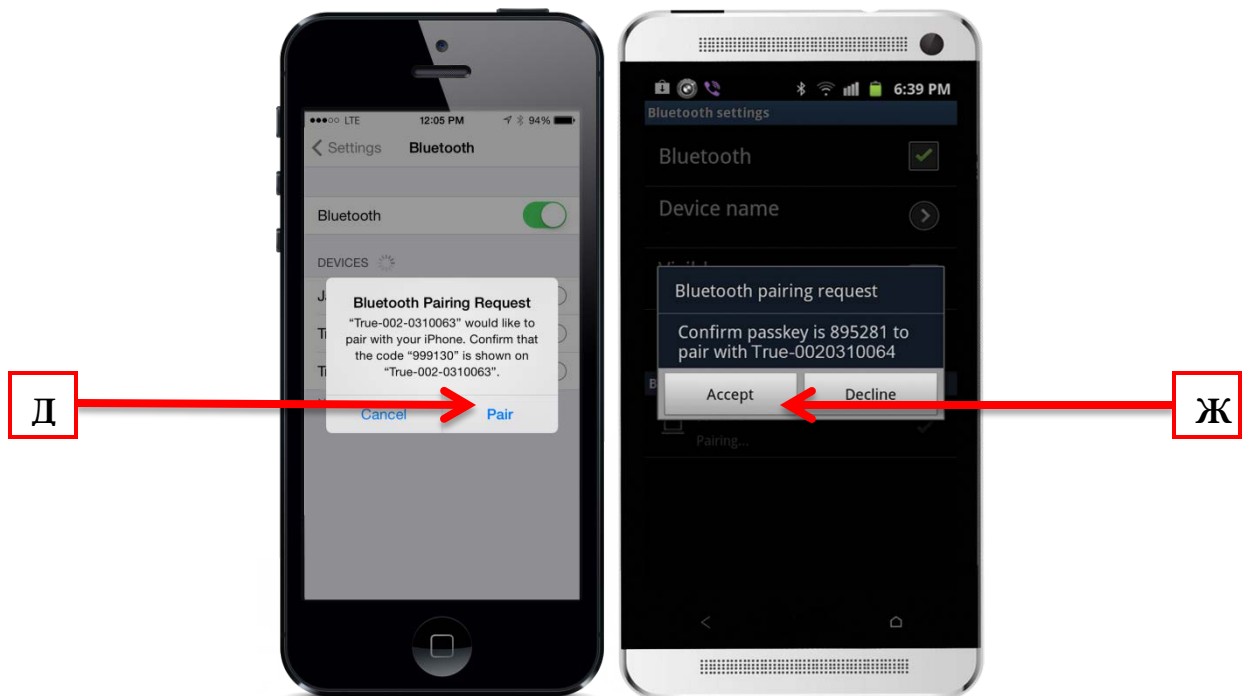 ●●●○○ LTE 12:05 PM 94%
Settings Bluetooth
Bluetooth
DEVICES
Bluetooth Pairing Request
“True-002-0310063” would like to
pair with your iPhone. Confirm that
the code “999130” is shown on
“True-002-0310063”.
Cancel Pair
Д
6:39 PM
Bluetooth settings
Bluetooth
Device name
Bluetooth pairing request
Confirm passkey is 895281 to
pair with True-0020310064
Accept Decline
Pairing...
Ж